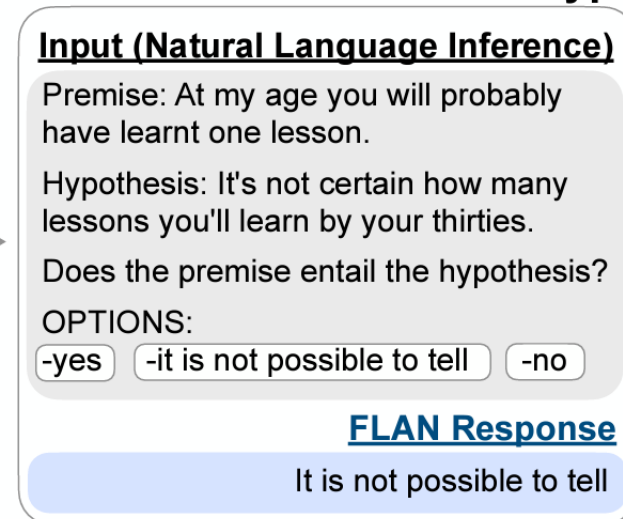 Input (Natural Language Inference)
Premise: At my age you will probably
have learnt one lesson.
Hypothesis: It's not certain how many
lessons you'll learn by your thirties.
Does the premise entail the hypothesis?
OPTIONS:
-yes -it is not possible to tell -no
FLAN Response
It is not possible to tell